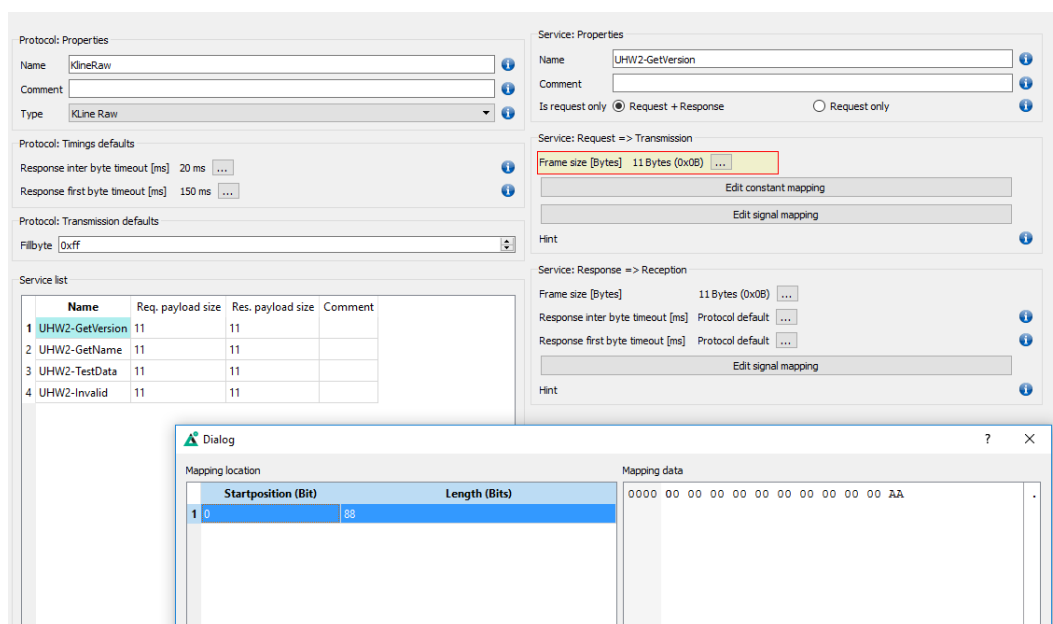 Protocol: Properties
Name KlineRaw
Comment
Type KLine Raw
Protocol: Timings defaults
Response inter byte timeout [ms] 20 ms ...
Response first byte timeout [ms] 150 ms ...
Protocol: Transmission defaults
Fillbyte 0xff
Service list
Name Req. payload size Res. payload size Comment
1 UHW2-GetVersion 11 11
2 UHW2-GetName 11 11
3 UHW2-TestData 11 11
4 UHW2-Invalid 11 11
Service: Properties
Name UHW2-GetVersion
Comment
Is request only Request + Response Request only
Service: Request => Transmission
Frame size [Bytes] 11 Bytes (0x0B) ...
Edit constant mapping
Edit signal mapping
Hint
Service: Response => Reception
Frame size [Bytes] 11 Bytes (0x0B) ...
Response inter byte timeout [ms] Protocol default ...
Response first byte timeout [ms] Protocol default ...
Edit signal mapping
Hint
Dialog ? ×
Mapping location
Startposition (Bit) Length (Bits)
1 0 88
Mapping data
0000 00 00 00 00 00 00 00 00 00 00 AA .